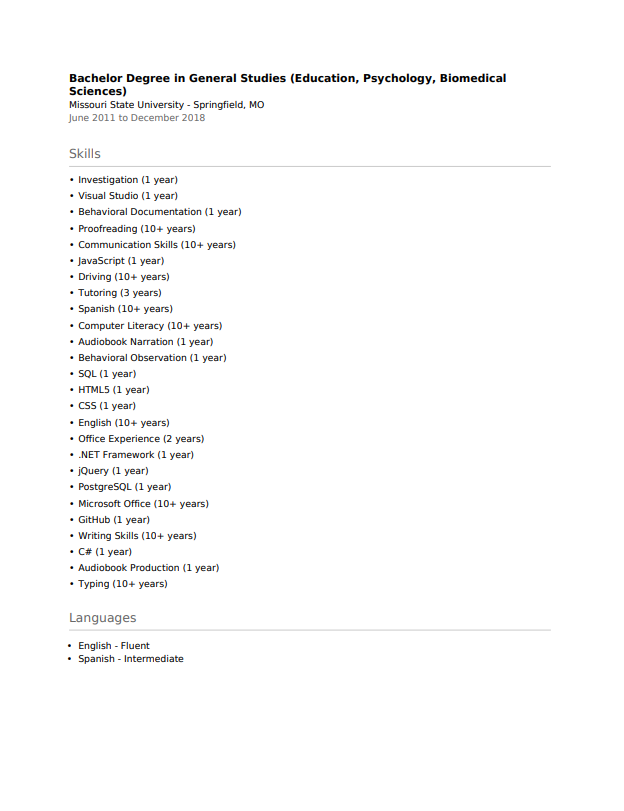 Bachelor Degree in General Studies (Education, Psychology, Biomedical
Sciences)
Missouri State University - Springfield, MO
June 2011 to December 2018
Skills
• Investigation (1 year)
• Visual Studio (1 year)
• Behavioral Documentation (1 year)
• Proofreading (10+ years)
• Communication Skills (10+ years)
• JavaScript (1 year)
• Driving (10+ years)
• Tutoring (3 years)
• Spanish (10+ years)
• Computer Literacy (10+ years)
• Audiobook Narration (1 year)
• Behavioral Observation (1 year)
• SQL (1 year)
• HTML5 (1 year)
• CSS (1 year)
• English (10+ years)
• Office Experience (2 years)
• .NET Framework (1 year)
• jQuery (1 year)
• PostgreSQL (1 year)
• Microsoft Office (10+ years)
• GitHub (1 year)
• Writing Skills (10+ years)
• C# (1 year)
• Audiobook Production (1 year)
• Typing (10+ years)
Languages
• English - Fluent
• Spanish - Intermediate